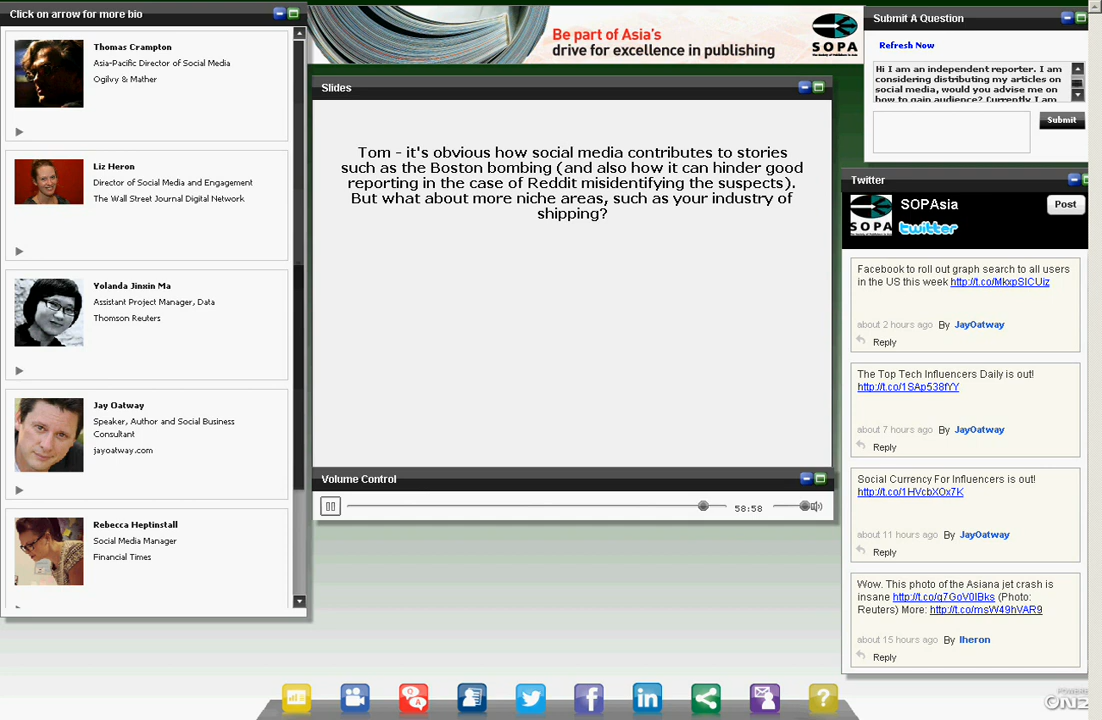 Click on arrow for more bio
Thomas Crampton
Asia-Pacific Director of Social Media
Ogilvy & Mather
Liz Heron
Director of Social Media and Engagement
The Wall Street Journal Digital Network
Yolanda Jinxin Ma
Assistant Project Manager, Data
Thomson Reuters
Jay Oatway
Speaker, Author and Social Business
Consultant
jayoatway.com
Rebecca Heptinstall
Social Media Manager
Financial Times
Be part of Asia's
drive for excellence in publishing
SOPA
Slides
Tom - it's obvious how social media contributes to stories
such as the Boston bombing (and also how it can hinder good
reporting in the case of Reddit misidentifying the suspects).
But what about more niche areas, such as your industry of
shipping?
Volume Control
58:58
Submit A Question
Refresh Now
Hi I am an independent reporter. I am
considering distributing my articles on
social media, would you advise me on
how to gain audience? Currently I am
Submit
Twitter
SOPA
SOPAsia
twitter
Post
Facebook to roll out graph search to all users
in the US this week http://t.co/MkxpSICUiz
about 2 hours ago By JayOatway
Reply
The Top Tech Influencers Daily is out!
http://t.co/1SAp538fYY
about 7 hours ago By JayOatway
Reply
Social Currency For Influencers is out!
http://t.co/1HVcbXOx7K
about 11 hours ago By JayOatway
Reply
Wow. This photo of the Asiana jet crash is
insane http://t.co/q7GoV0lBks (Photo:
Reuters) More: http://t.co/msW49hVAR9
about 15 hours ago By lheron
Reply
Q A
f
in
?
POWERED
ON2